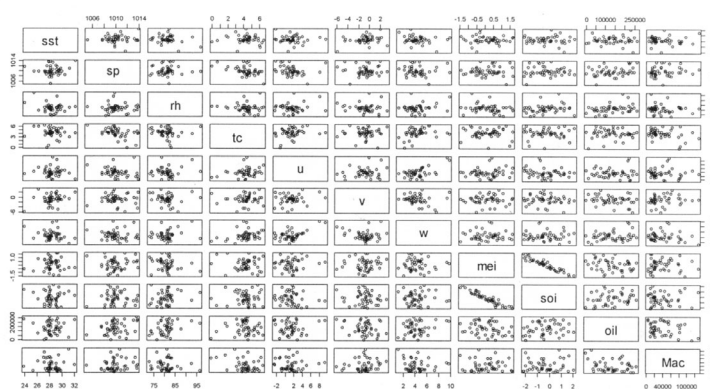 1006 1010 1014 0 2 4 6 -6 -4 -2 0 2 -1.5 -0.5 0.5 1.5 0 100000 250000
sst
1006 1014 sp
rh
0 3 6 tc
u
-6 0 v
w
-1.5 1.0 mei
soi
0 200000 oil
Mac
24 26 28 30 32 75 85 95 -2 2 4 6 8 2 4 6 8 10 -2 -1 0 1 2 0 40000 100000